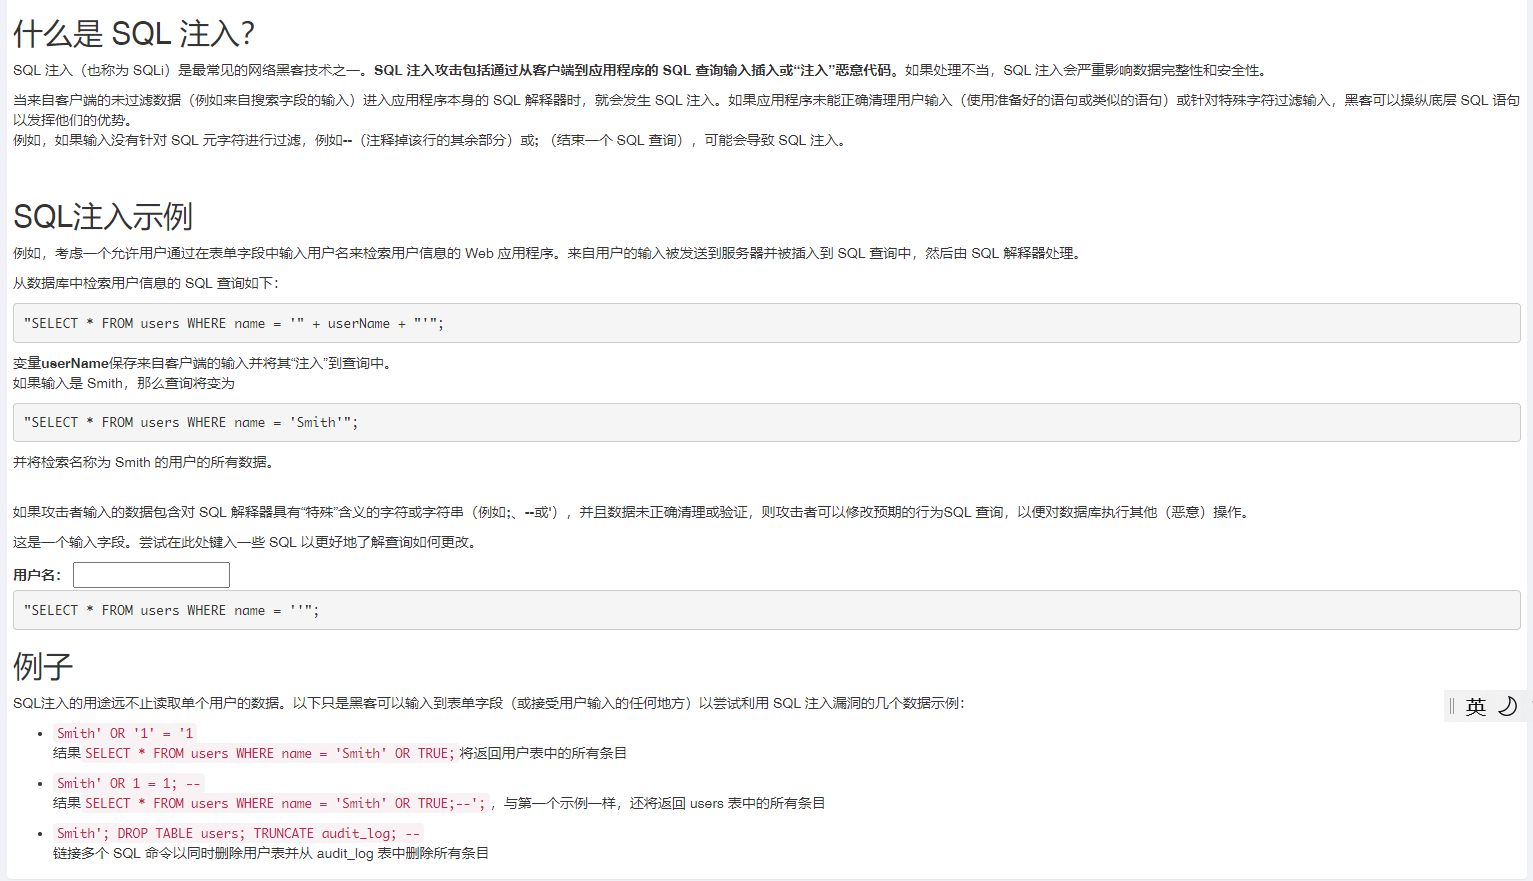 什么是 SQL 注入？
SQL 注入（也称为 SQLi）是最常见的网络黑客技术之一。SQL 注入攻击包括通过从客户端到应用程序的 SQL 查询输入插入或“注入”恶意代码。如果处理不当，SQL 注入会严重影响数据完整性和安全性。
当来自客户端的未过滤数据（例如来自搜索字段的输入）进入应用程序本身的 SQL 解释器时，就会发生 SQL 注入。如果应用程序未能正确清理用户输入（使用准备好的语句或类似的语句）或针对特殊字符过滤输入，黑客可以操纵底层 SQL 语句
以发挥他们的优势。
例如，如果输入没有针对 SQL 元字符进行过滤，例如--（注释掉该行的其余部分）或;（结束一个 SQL 查询），可能会导致 SQL 注入。
SQL注入示例
例如，考虑一个允许用户通过在表单字段中输入用户名来检索用户信息的 Web 应用程序。来自用户的输入被发送到服务器并被插入到 SQL 查询中，然后由 SQL 解释器处理。
从数据库中检索用户信息的 SQL 查询如下：
"SELECT * FROM users WHERE name = '" + userName + "'";
变量userName保存来自客户端的输入并将其“注入”到查询中。
如果输入是 Smith，那么查询将变为
"SELECT * FROM users WHERE name = 'Smith'";
并将检索名称为 Smith 的用户的所有数据。
如果攻击者输入的数据包含对 SQL 解释器具有“特殊”含义的字符或字符串（例如;、--或'），并且数据未正确清理或验证，则攻击者可以修改预期的行为SQL 查询，以便对数据库执行其他（恶意）操作。
这是一个输入字段。尝试在此处键入一些 SQL 以更好地了解查询如何更改。
用户名：
"SELECT * FROM users WHERE name = ''";
例子
SQL注入的用途远不止读取单个用户的数据。以下只是黑客可以输入到表单字段（或接受用户输入的任何地方）以尝试利用 SQL 注入漏洞的几个数据示例：
• Smith' OR '1' = '1
结果 SELECT * FROM users WHERE name = 'Smith' OR TRUE; 将返回用户表中的所有条目
• Smith' OR 1 = 1; --
结果 SELECT * FROM users WHERE name = 'Smith' OR TRUE;--'; ，与第一个示例一样，还将返回 users 表中的所有条目
• Smith'; DROP TABLE users; TRUNCATE audit_log; --
链接多个 SQL 命令以同时删除用户表并从 audit_log 表中删除所有条目
英